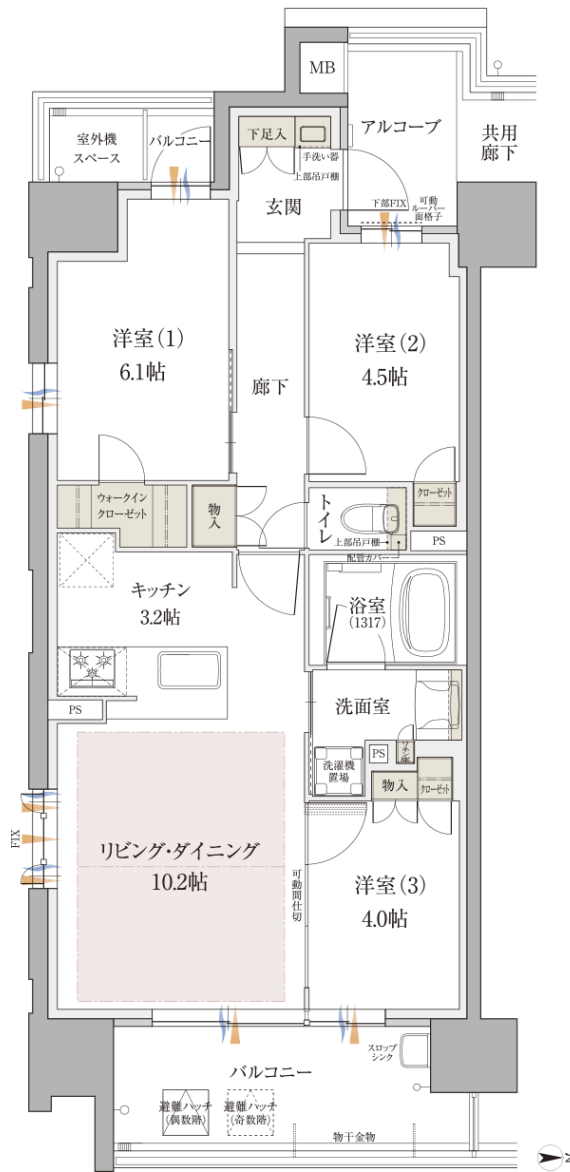 MB
アルコーブ
共用
廊下
室外機
スペース
バルコニー
下足入
手洗い器
上部吊戸棚
玄関
下部FIX
可動
ルーバー
面格子
洋室(1)
6.1帖
洋室(2)
4.5帖
廊下
ウォークイン
クローゼット
物入
トイレ
クローゼット
上部吊戸棚
配管カバー
PS
キッチン
3.2帖
浴室
(1317)
PS
洗面室
洗濯機
置場
PS
リネン庫
物入
クローゼット
FIX
リビング・ダイニング
10.2帖
可動間仕切
洋室(3)
4.0帖
バルコニー
スロップ
シンク
避難ハッチ
(偶数階)
避難ハッチ
(奇数階)
物干金物
N